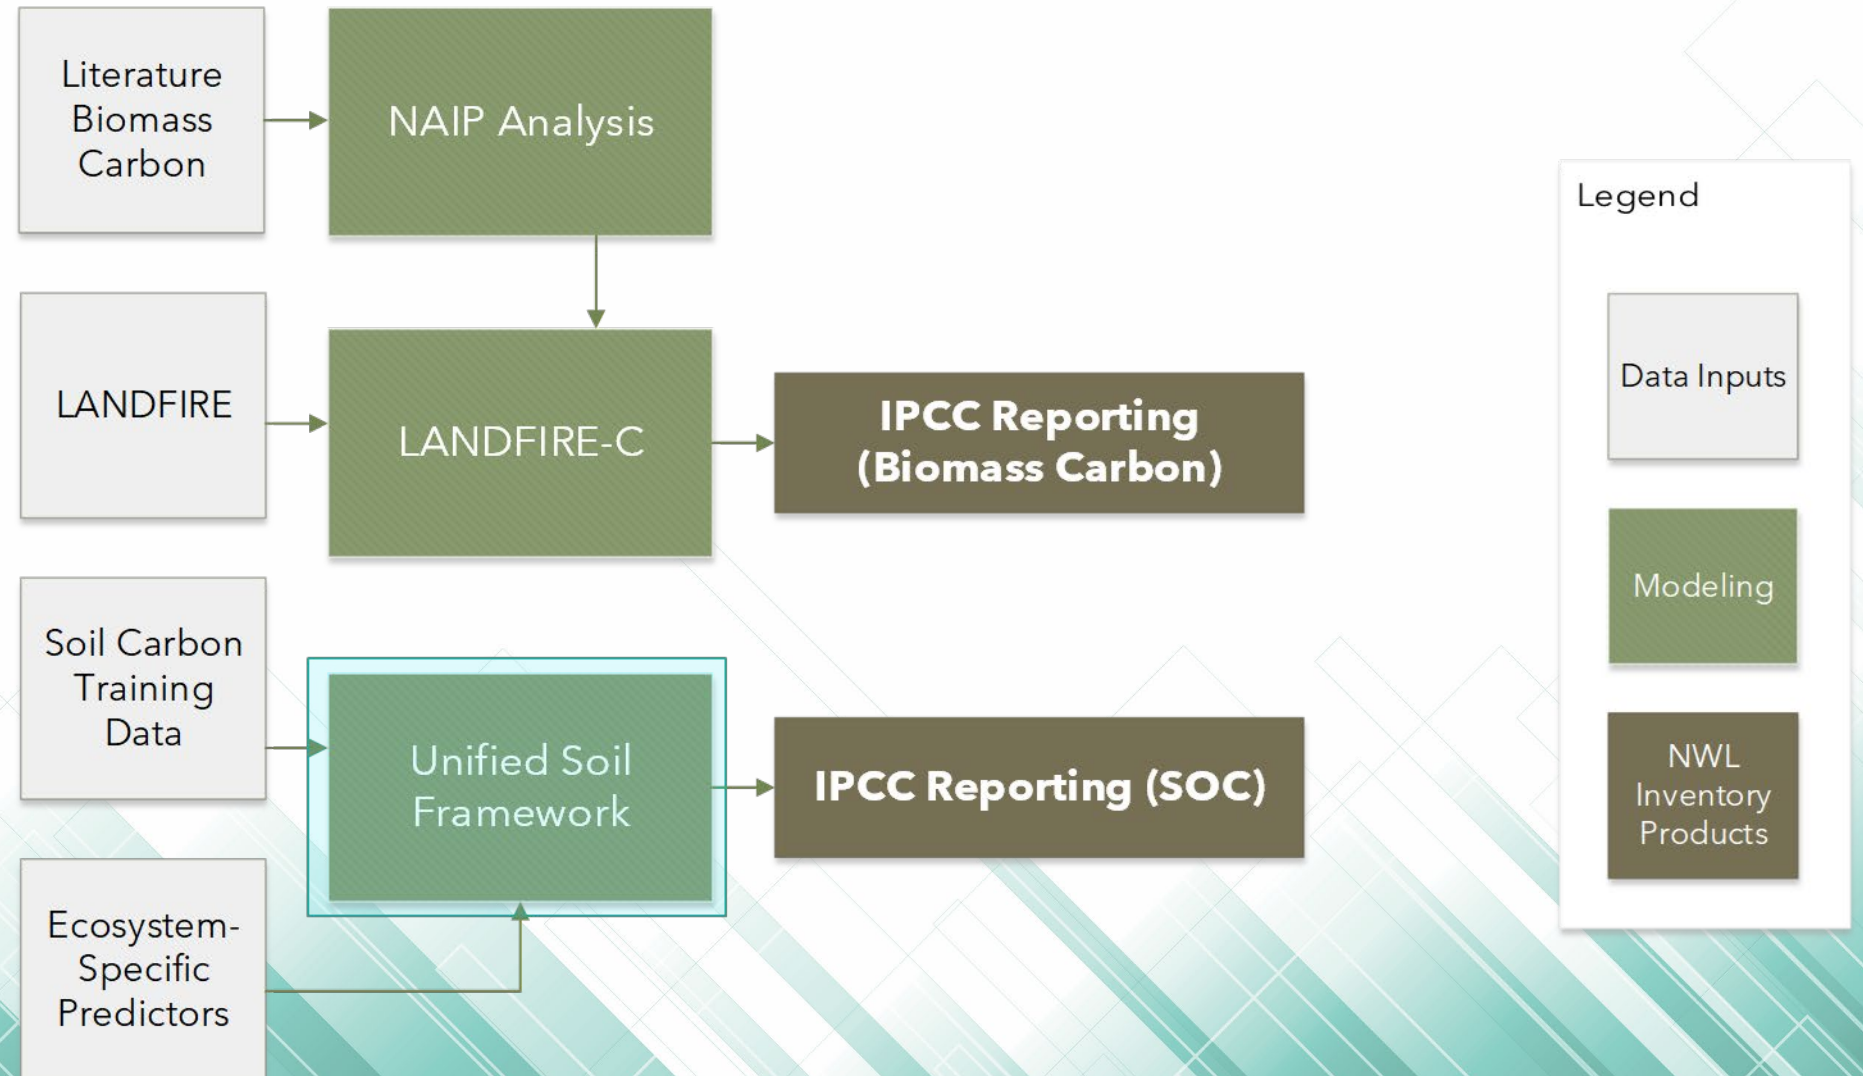 Literature
Biomass
Carbon
NAIP Analysis
LANDFIRE
LANDFIRE-C
IPCC Reporting
(Biomass Carbon)
Soil Carbon
Training
Data
Unified Soil
Framework
IPCC Reporting (SOC)
Ecosystem-
Specific
Predictors
Legend
Data Inputs
Modeling
NWL
Inventory
Products